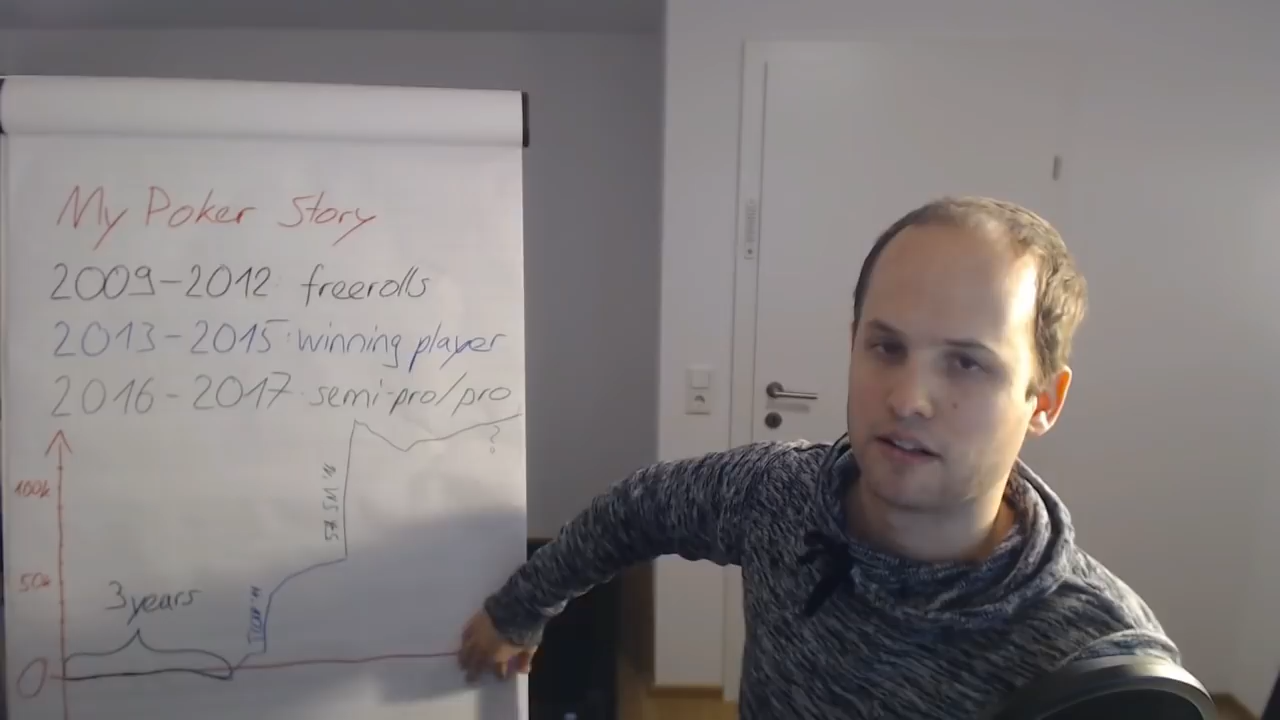 My Poker Story
2009-2012 freerolls
2013-2015 winning player
2016-2017 semi-pro/pro
?
100k
50k
3 years
0